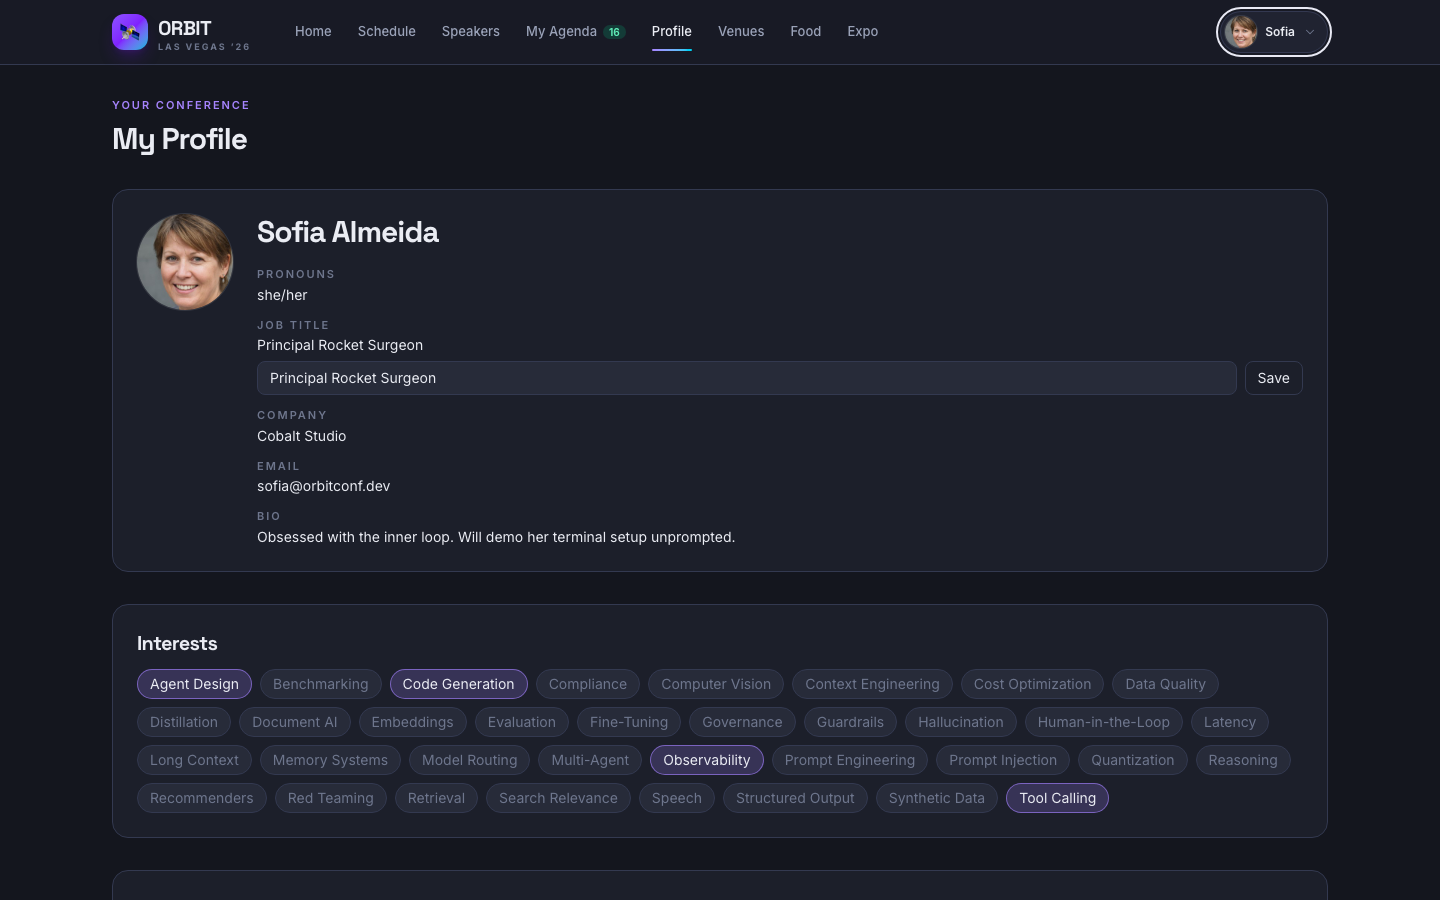 ORBIT
LAS VEGAS '26
Home Schedule Speakers My Agenda 16 Profile Venues Food Expo
Sofia
YOUR CONFERENCE
My Profile
Sofia Almeida
PRONOUNS
she/her
JOB TITLE
Principal Rocket Surgeon
Principal Rocket Surgeon Save
COMPANY
Cobalt Studio
EMAIL
sofia@orbitconf.dev
BIO
Obsessed with the inner loop. Will demo her terminal setup unprompted.
Interests
Agent Design Benchmarking Code Generation Compliance Computer Vision Context Engineering Cost Optimization Data Quality
Distillation Document AI Embeddings Evaluation Fine-Tuning Governance Guardrails Hallucination Human-in-the-Loop Latency
Long Context Memory Systems Model Routing Multi-Agent Observability Prompt Engineering Prompt Injection Quantization Reasoning
Recommenders Red Teaming Retrieval Search Relevance Speech Structured Output Synthetic Data Tool Calling